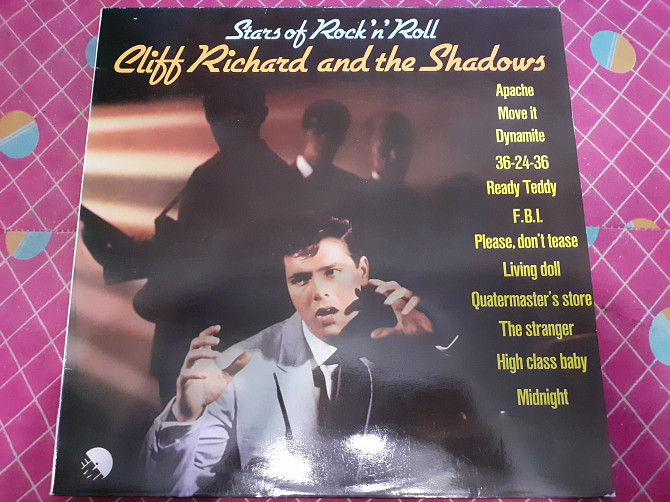 Stars of Rock'n'Roll
Cliff Richard and the Shadows
Apache
Move it
Dynamite
36-24-36
Ready Teddy
F.B.I.
Please, don't tease
Living doll
Quatermaster's store
The stranger
High class baby
Midnight
EMI